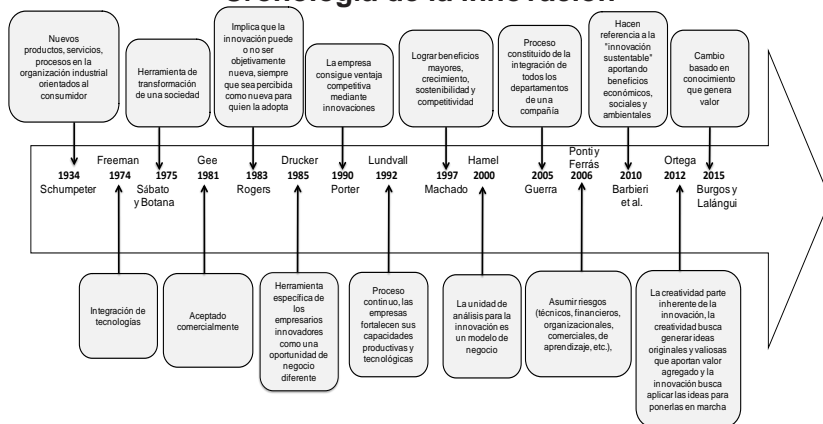 Cronología de la innovación
Nuevos
productos, servicios,
procesos en la
organización industrial
orientados al
consumidor
Herramienta de
transformación
de una sociedad
Implica que la
innovación puede
o no ser
objetivamente
nueva, siempre
que sea percibida
como nueva para
quien la adopta
La empresa
consigue ventaja
competitiva
mediante
innovaciones
Lograr beneficios
mayores,
crecimiento,
sostenibilidad y
competitividad
Proceso
constituido de la
integración de
todos los
departamentos
de una
compañía
Hacen
referencia a la
"innovación
sustentable"
aportando
beneficios
económicos,
sociales y
ambientales
Cambio
basado en
conocimiento
que genera
valor
1934
Schumpeter
Freeman
1974
1975
Sábato
y Botana
Gee
1981
1983
Rogers
Drucker
1985
1990
Porter
Lundvall
1992
1997
Machado
Hamel
2000
2005
Guerra
Ponti y
Ferrás
2006
2010
Barbieri
et al.
Ortega
2012
2015
Burgos y
Lalángui
Integración de
tecnologías
Aceptado
comercialmente
Herramienta
específica de
los
empresarios
innovadores
como una
oportunidad de
negocio
diferente
Proceso
continuo, las
empresas
fortalecen sus
capacidades
productivas y
tecnológicas
La unidad de
análisis para la
innovación es
un modelo de
negocio
Asumir riesgos
(técnicos, financieros,
organizacionales,
comerciales, de
aprendizaje, etc.),
La creatividad parte
inherente de la
innovación, la
creatividad busca
generar ideas
originales y valiosas
que aportan valor
agregado y la
innovación busca
aplicar las ideas para
ponerlas en marcha